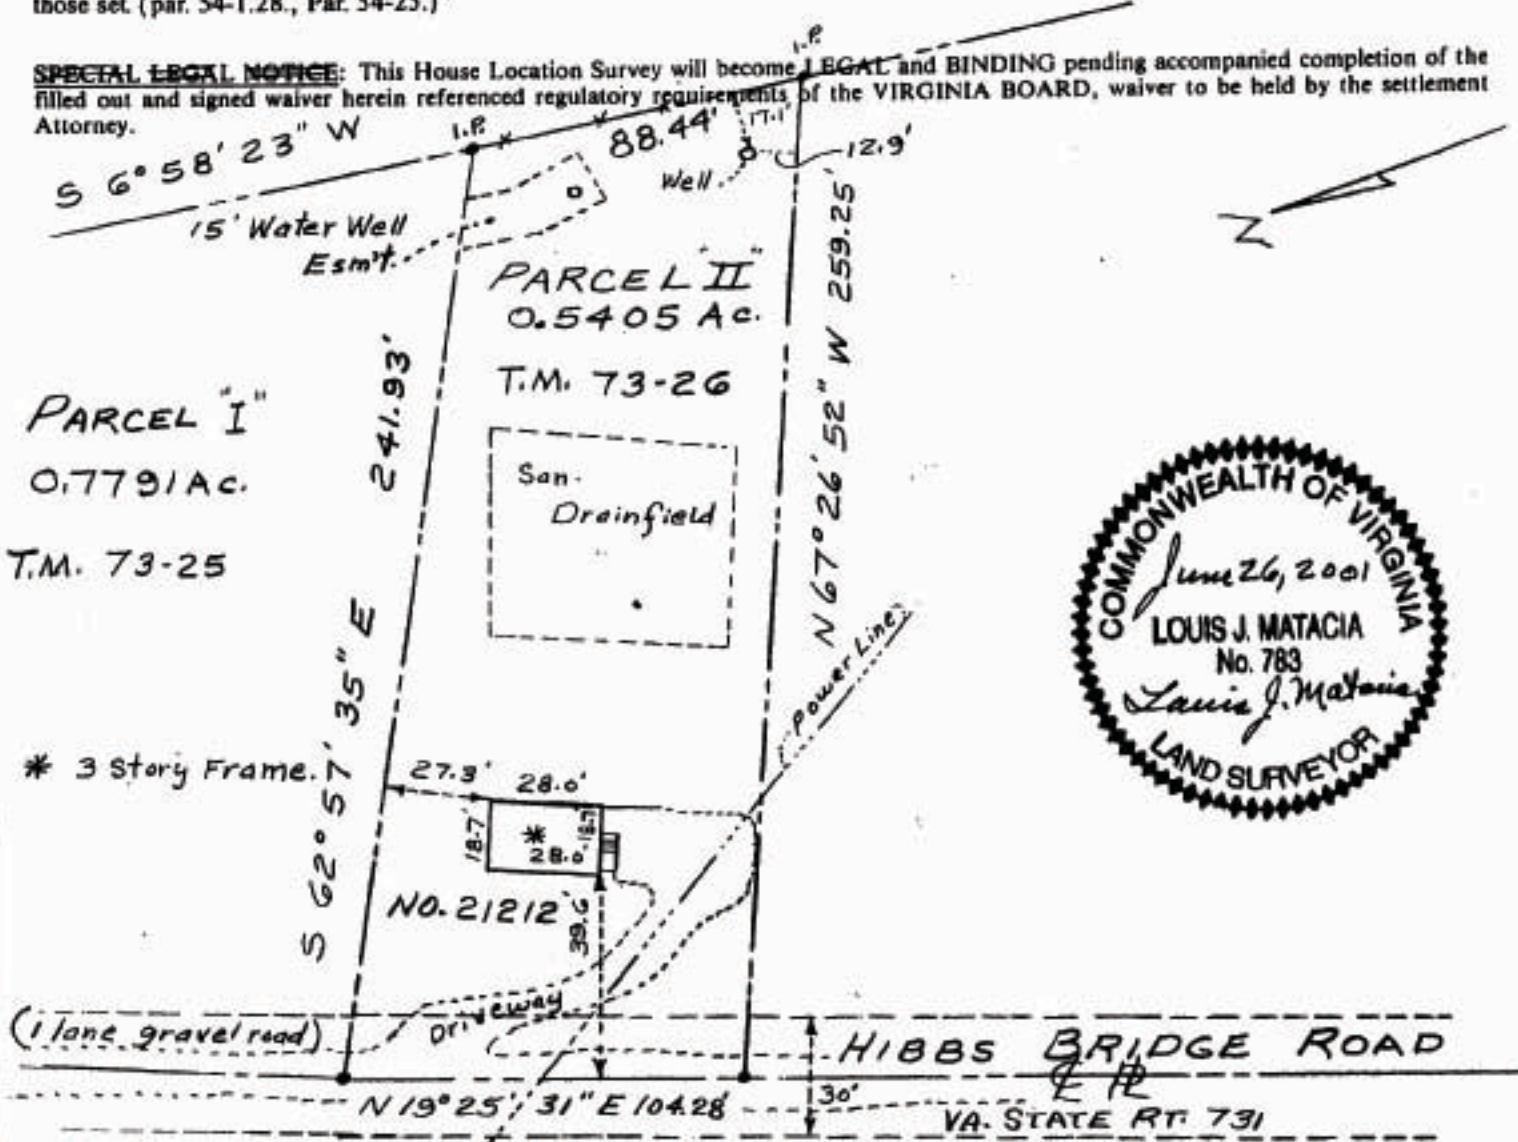 those set. (par. 54-1.28., Par. 54-25.)
SPECIAL LEGAL NOTICE: This House Location Survey will become LEGAL and BINDING pending accompanied completion of the
filled out and signed waiver herein referenced regulatory requirements of the VIRGINIA BOARD, waiver to be held by the settlement
Attorney.
I.P.
I.P.
S 6° 58' 23" W
88.44'
17.1'
12.9'
Well
15' Water Well
Esm't.
Z
PARCEL "II"
0.5405 Ac.
T.M. 73-26
241.93'
N 67° 26' 52" W 259.25'
PARCEL "I"
0.7791 Ac.
T.M. 73-25
San.
Drainfield
COMMONWEALTH OF VIRGINIA
June 26, 2001
LOUIS J. MATACIA
No. 783
Louis J. Matacia
LAND SURVEYOR
S 62° 57' 35" E
Power Line
* 3 Story Frame.
27.3'
28.0'
18.7'
*
18.7'
28.0'
NO. 21212
39.6'
Driveway
(1 lane gravel road)
HIBBS BRIDGE ROAD
N 19° 25' 31" E 104.28'
30'
VA. STATE RT. 731